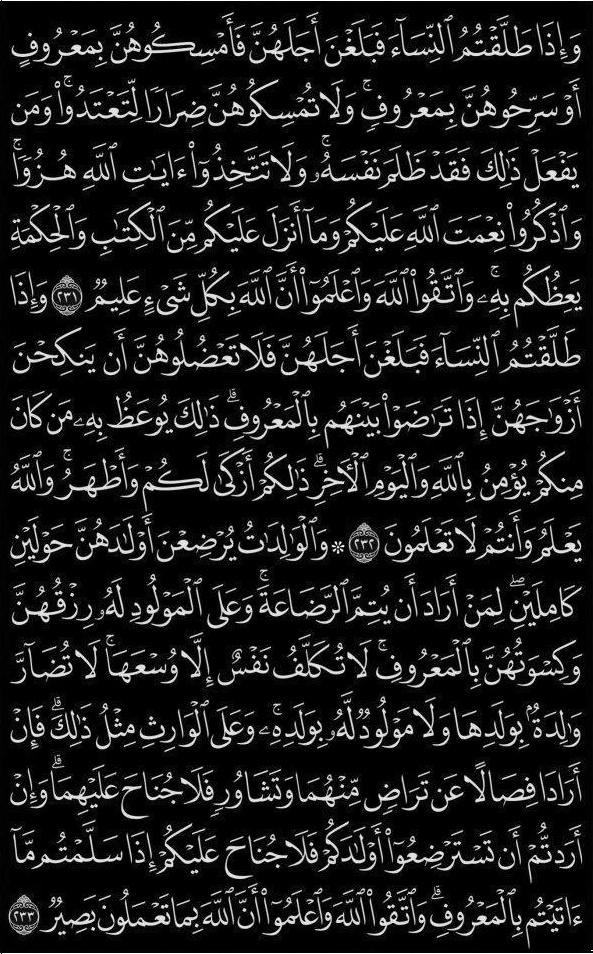 وَإِذَا طَلَّقْتُمُ ٱلنِّسَآءَ فَبَلَغْنَ أَجَلَهُنَّ فَأَمْسِكُوهُنَّ بِمَعْرُوفٍ
أَوْ سَرِّحُوهُنَّ بِمَعْرُوفٍۚ وَلَا تُمْسِكُوهُنَّ ضِرَارًا لِّتَعْتَدُوا۟ۚ وَمَن
يَفْعَلْ ذَٰلِكَ فَقَدْ ظَلَمَ نَفْسَهُۥۚ وَلَا تَتَّخِذُوٓا۟ ءَايَٰتِ ٱللَّهِ هُزُوًاۚ
وَٱذْكُرُوا۟ نِعْمَتَ ٱللَّهِ عَلَيْكُمْ وَمَآ أَنزَلَ عَلَيْكُم مِّنَ ٱلْكِتَٰبِ وَٱلْحِكْمَةِ
يَعِظُكُم بِهِۦۚ وَٱتَّقُوا۟ ٱللَّهَ وَٱعْلَمُوٓا۟ أَنَّ ٱللَّهَ بِكُلِّ شَىْءٍ عَلِيمٌ ٢٣١ وَإِذَا
طَلَّقْتُمُ ٱلنِّسَآءَ فَبَلَغْنَ أَجَلَهُنَّ فَلَا تَعْضُلُوهُنَّ أَن يَنكِحْنَ
أَزْوَٰجَهُنَّ إِذَا تَرَٰضَوْا۟ بَيْنَهُم بِٱلْمَعْرُوفِۗ ذَٰلِكَ يُوعَظُ بِهِۦ مَن كَانَ
مِنكُمْ يُؤْمِنُ بِٱللَّهِ وَٱلْيَوْمِ ٱلْـَٔاخِرِۗ ذَٰلِكُمْ أَزْكَىٰ لَكُمْ وَأَطْهَرُۚ وَٱللَّهُ
يَعْلَمُ وَأَنتُمْ لَا تَعْلَمُونَ ٢٣٢ ۞ وَٱلْوَٰلِدَٰتُ يُرْضِعْنَ أَوْلَٰدَهُنَّ حَوْلَيْنِ
كَامِلَيْنِۖ لِمَنْ أَرَادَ أَن يُتِمَّ ٱلرَّضَاعَةَۚ وَعَلَى ٱلْمَوْلُودِ لَهُۥ رِزْقُهُنَّ
وَكِسْوَتُهُنَّ بِٱلْمَعْرُوفِۚ لَا تُكَلَّفُ نَفْسٌ إِلَّا وُسْعَهَاۚ لَا تُضَآرَّ
وَٰلِدَةٌۢ بِوَلَدِهَا وَلَا مَوْلُودٌ لَّهُۥ بِوَلَدِهِۦۚ وَعَلَى ٱلْوَارِثِ مِثْلُ ذَٰلِكَۗ فَإِنْ
أَرَادَا فِصَالًا عَن تَرَاضٍ مِّنْهُمَا وَتَشَاوُرٍ فَلَا جُنَاحَ عَلَيْهِمَاۗ وَإِنْ
أَرَدتُّمْ أَن تَسْتَرْضِعُوٓا۟ أَوْلَٰدَكُمْ فَلَا جُنَاحَ عَلَيْكُمْ إِذَا سَلَّمْتُم مَّآ
ءَاتَيْتُم بِٱلْمَعْرُوفِۗ وَٱتَّقُوا۟ ٱللَّهَ وَٱعْلَمُوٓا۟ أَنَّ ٱللَّهَ بِمَا تَعْمَلُونَ بَصِيرٌ ٢٣٣